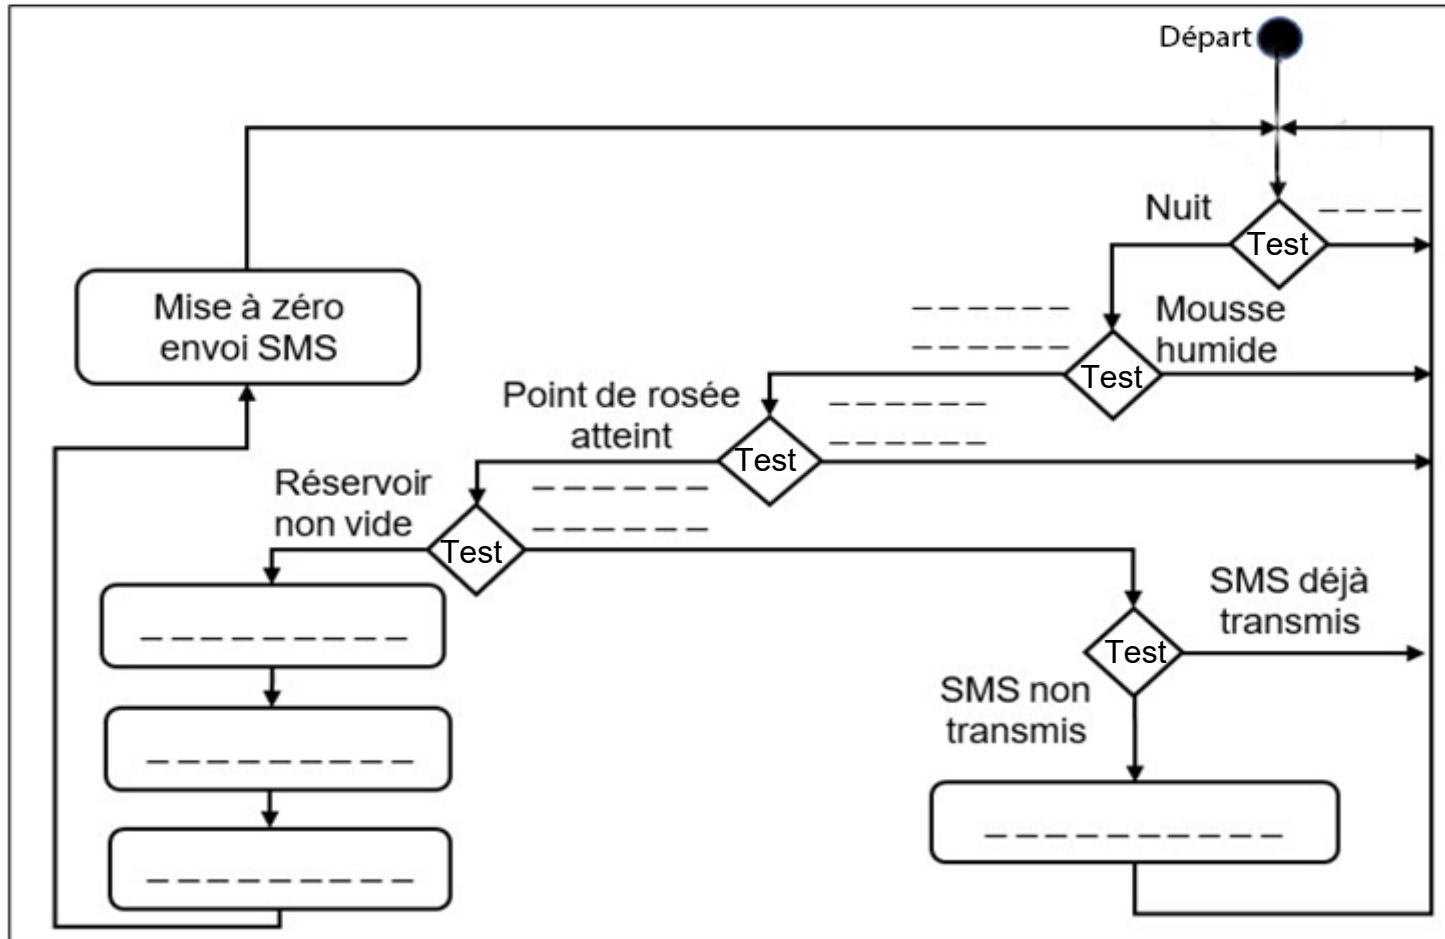 Départ
Nuit
Test
Mise à zéro
envoi SMS
Mousse
humide
Test
Point de rosée
atteint
Test
Réservoir
non vide
Test
SMS déjà
transmis
Test
SMS non
transmis